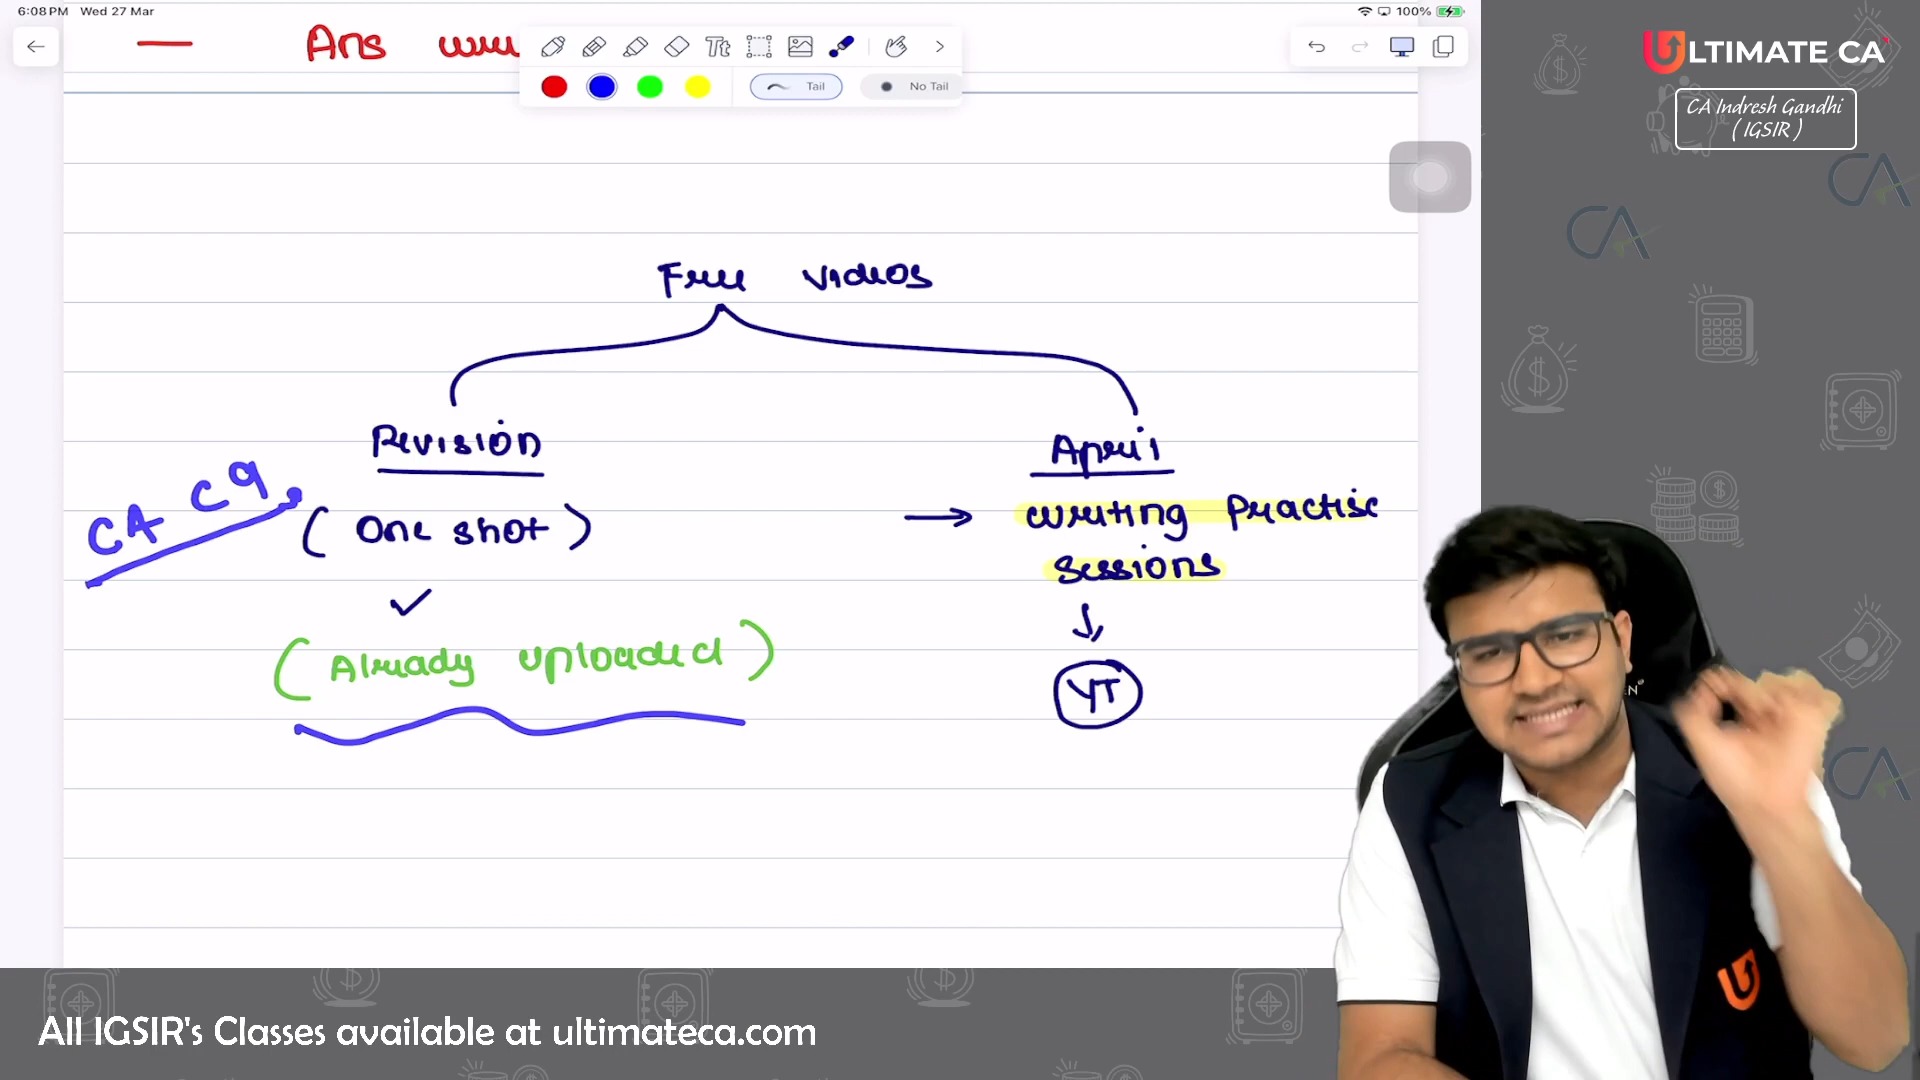 6:08 PM Wed 27 Mar
100%
Ans
Tt
Tail
No Tail
ULTIMATE CA
CA Indresh Gandhi
( IGSIR )
Free videos
Revision
April
CA
( One shot )
→ writing Practise
sessions
( Already uploaded )
YT
All IGSIR's Classes available at ultimateca.com